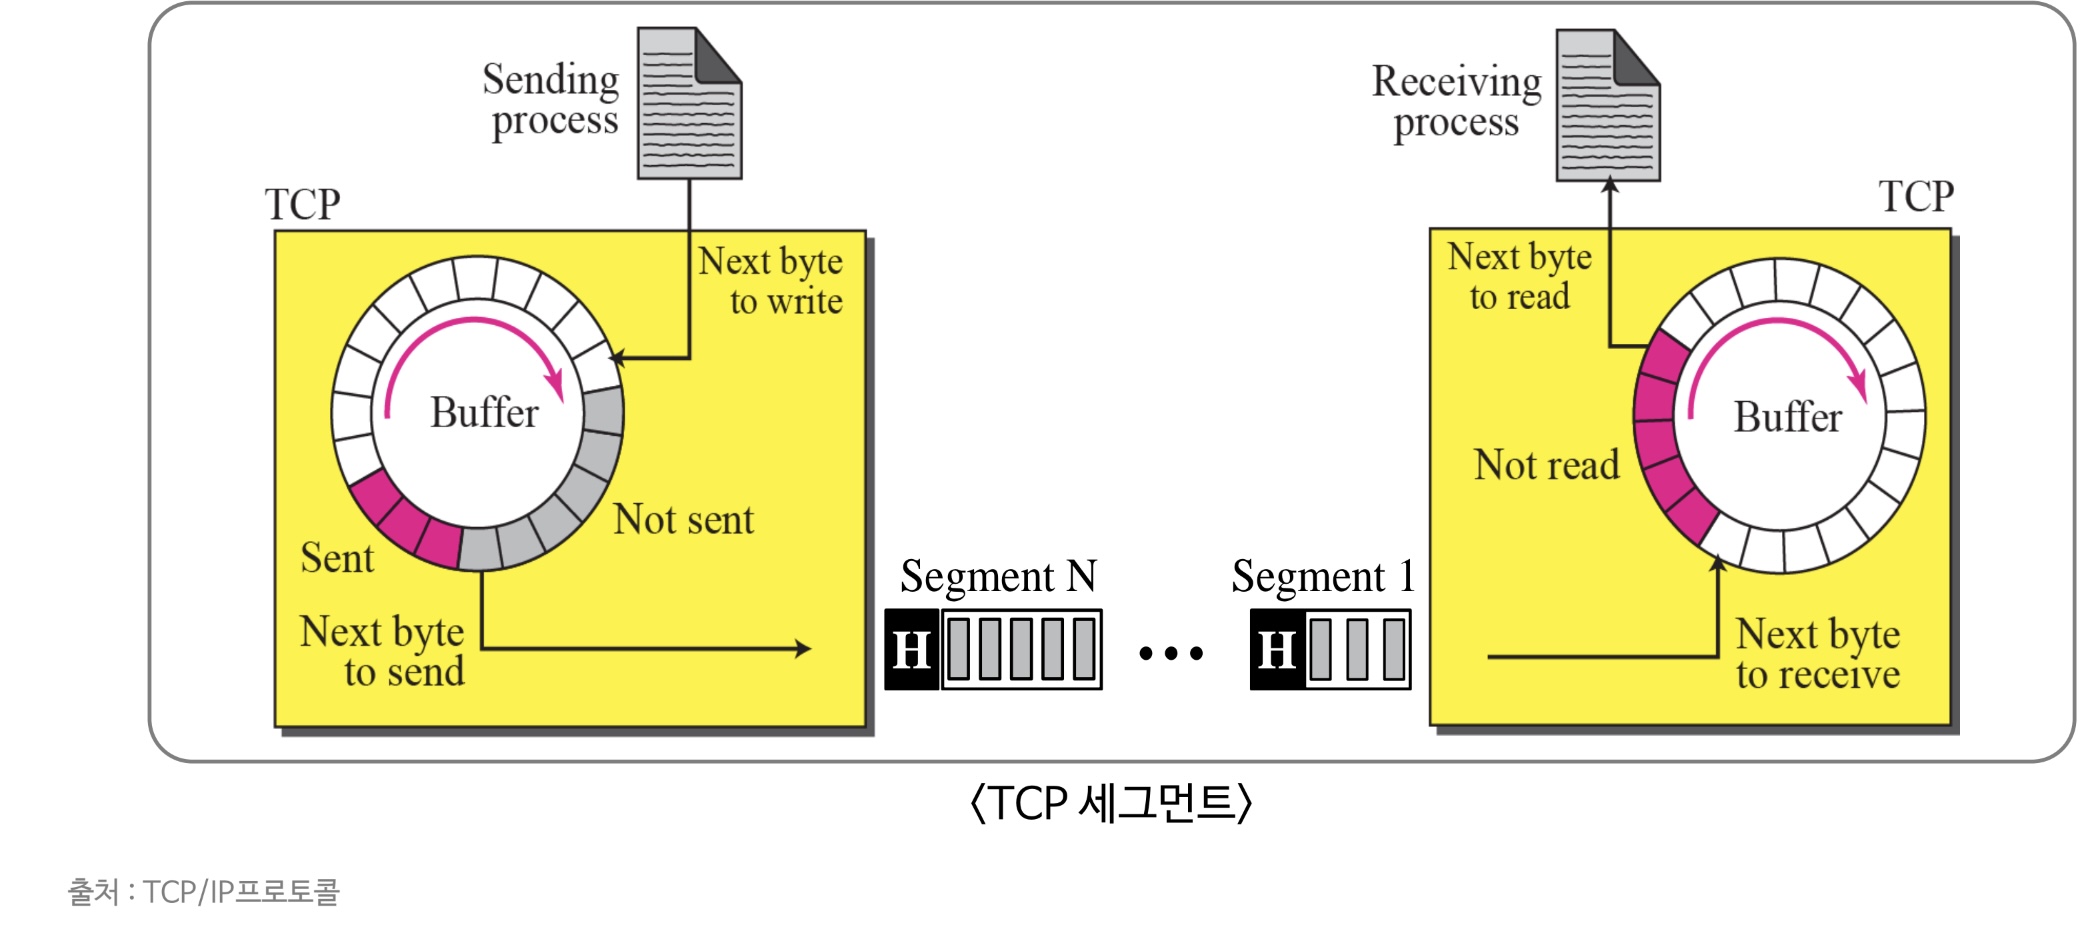 Sending
process
TCP
Next byte
to write
Buffer
Not sent
Sent
Next byte
to send
Segment N
H
...
Segment 1
H
Receiving
process
TCP
Next byte
to read
Buffer
Not read
Next byte
to receive
〈TCP 세그먼트〉
출처 : TCP/IP프로토콜